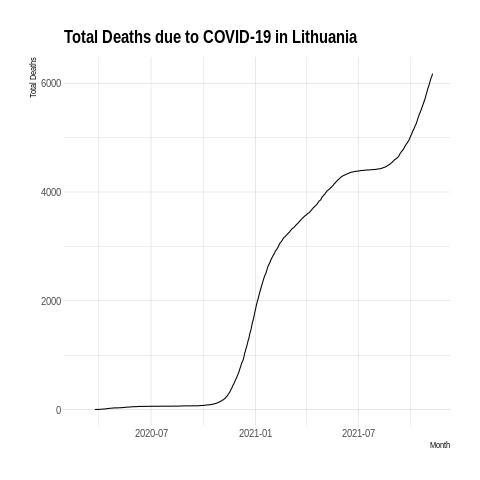 Total Deaths due to COVID-19 in Lithuania
Total Deaths
6000
4000
2000
0
2020-07 2021-01 2021-07
Month